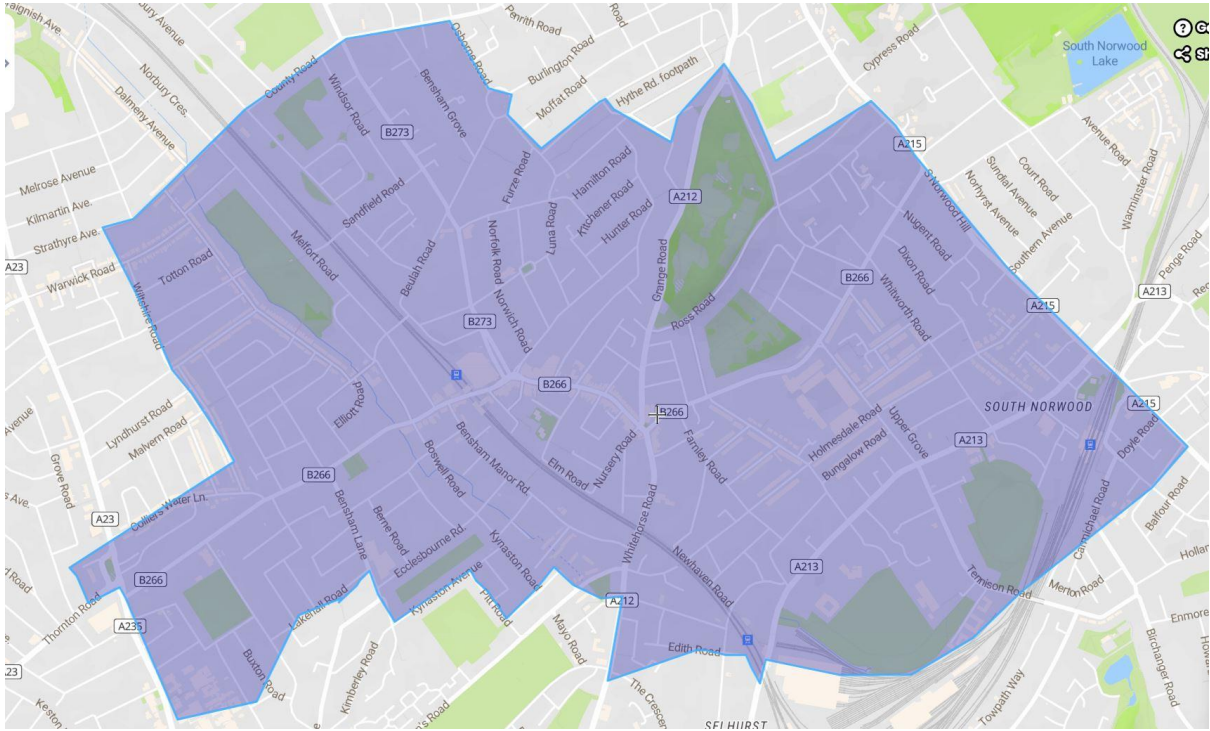 Penrith Road
Cypress Road
South Norwood
Lake
Osborne Road
Burlington Road
Norbury Cres.
County Road
Windsor Road
Bensham Grove
Moffat Road
Hythe Rd. footpath
Dalmeny Avenue
B273
A215
Avenue Road
Court Road
Sundial Avenue
Norhyrst Avenue
Warminster Road
Melrose Avenue
Kilmartin Ave.
Strathyre Ave.
Sandfield Road
Furze Road
Hamilton Road
Kitchener Road
Hunter Road
A212
S Norwood Hill
Nugent Road
Southern Avenue
Penge Road
A23
Warwick Road
Totton Road
Melfort Road
Beulah Road
Norfolk Road
Luna Road
Grange Road
B266
Dixon Road
Whitworth Road
A213
Wiltshire Road
B273
Norwich Road
Ross Road
A215
Elliott Road
B266
B266
SOUTH NORWOOD
A215
Lyndhurst Road
Malvern Road
Grove Road
Boswell Road
Bensham Manor Rd.
Elm Road
Nursery Road
Farnley Road
Holmesdale Road
Bungalow Road
Upper Grove
A213
Doyle Road
B266
Colliers Water Ln.
A23
Bensham Lane
Berne Road
Ecclesbourne Rd.
Kynaston Road
Whitehorse Road
Newhaven Road
Carmichael Road
Balfour Road
B266
Lakehall Road
Kynaston Avenue
Pitt Road
A212
A213
Tennison Road
Merton Road
Thornton Road
A235
Buxton Road
Kimberley Road
Mayo Road
Edith Road
The Crescent
Birchanger Road
Enmore
Towpath Way
SELHURST